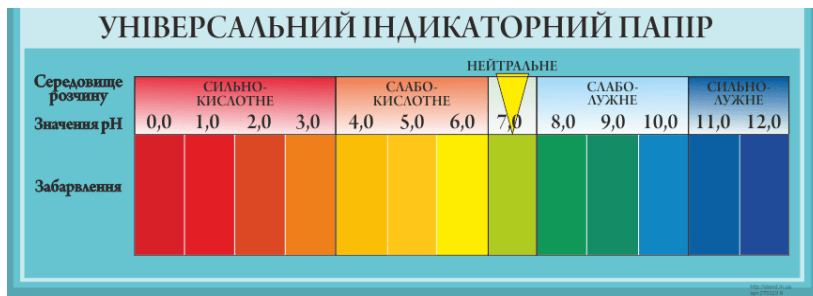 УНІВЕРСАЛЬНИЙ ІНДИКАТОРНИЙ ПАПІР
НЕЙТРАЛЬНЕ
Середовище
розчину
СИЛЬНО-
КИСЛОТНЕ
СЛАБО-
КИСЛОТНЕ
СЛАБО-
ЛУЖНЕ
СИЛЬНО-
ЛУЖНЕ
Значення pH 0,0 1,0 2,0 3,0 4,0 5,0 6,0 7,0 8,0 9,0 10,0 11,0 12,0
Забарвлення